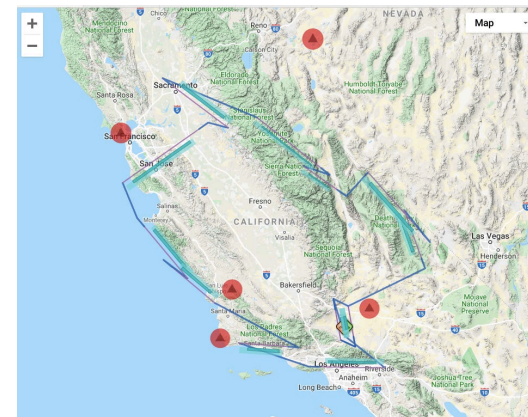 +
−
Map
NEVADA
Mendocino
National Forest
Chico
Reno
Carson City
Eldorado
National Forest
Humboldt-Toiyabe
National Forest
Santa Rosa
Sacramento
Stanislaus
National Forest
San Francisco
Yosemite
National Park
San Jose
Sierra National
Forest
Salinas
Monterey
Fresno
CALIFORNIA
Visalia
Death
National
Las Vegas
Henderson
Sequoia
National Forest
Bakersfield
Mojave
National
Preserve
Santa Maria
Los Padres
National Forest
Santa Barbara
Los Angeles
Riverside
Anaheim
Long Beach
Joshua Tree
National Park